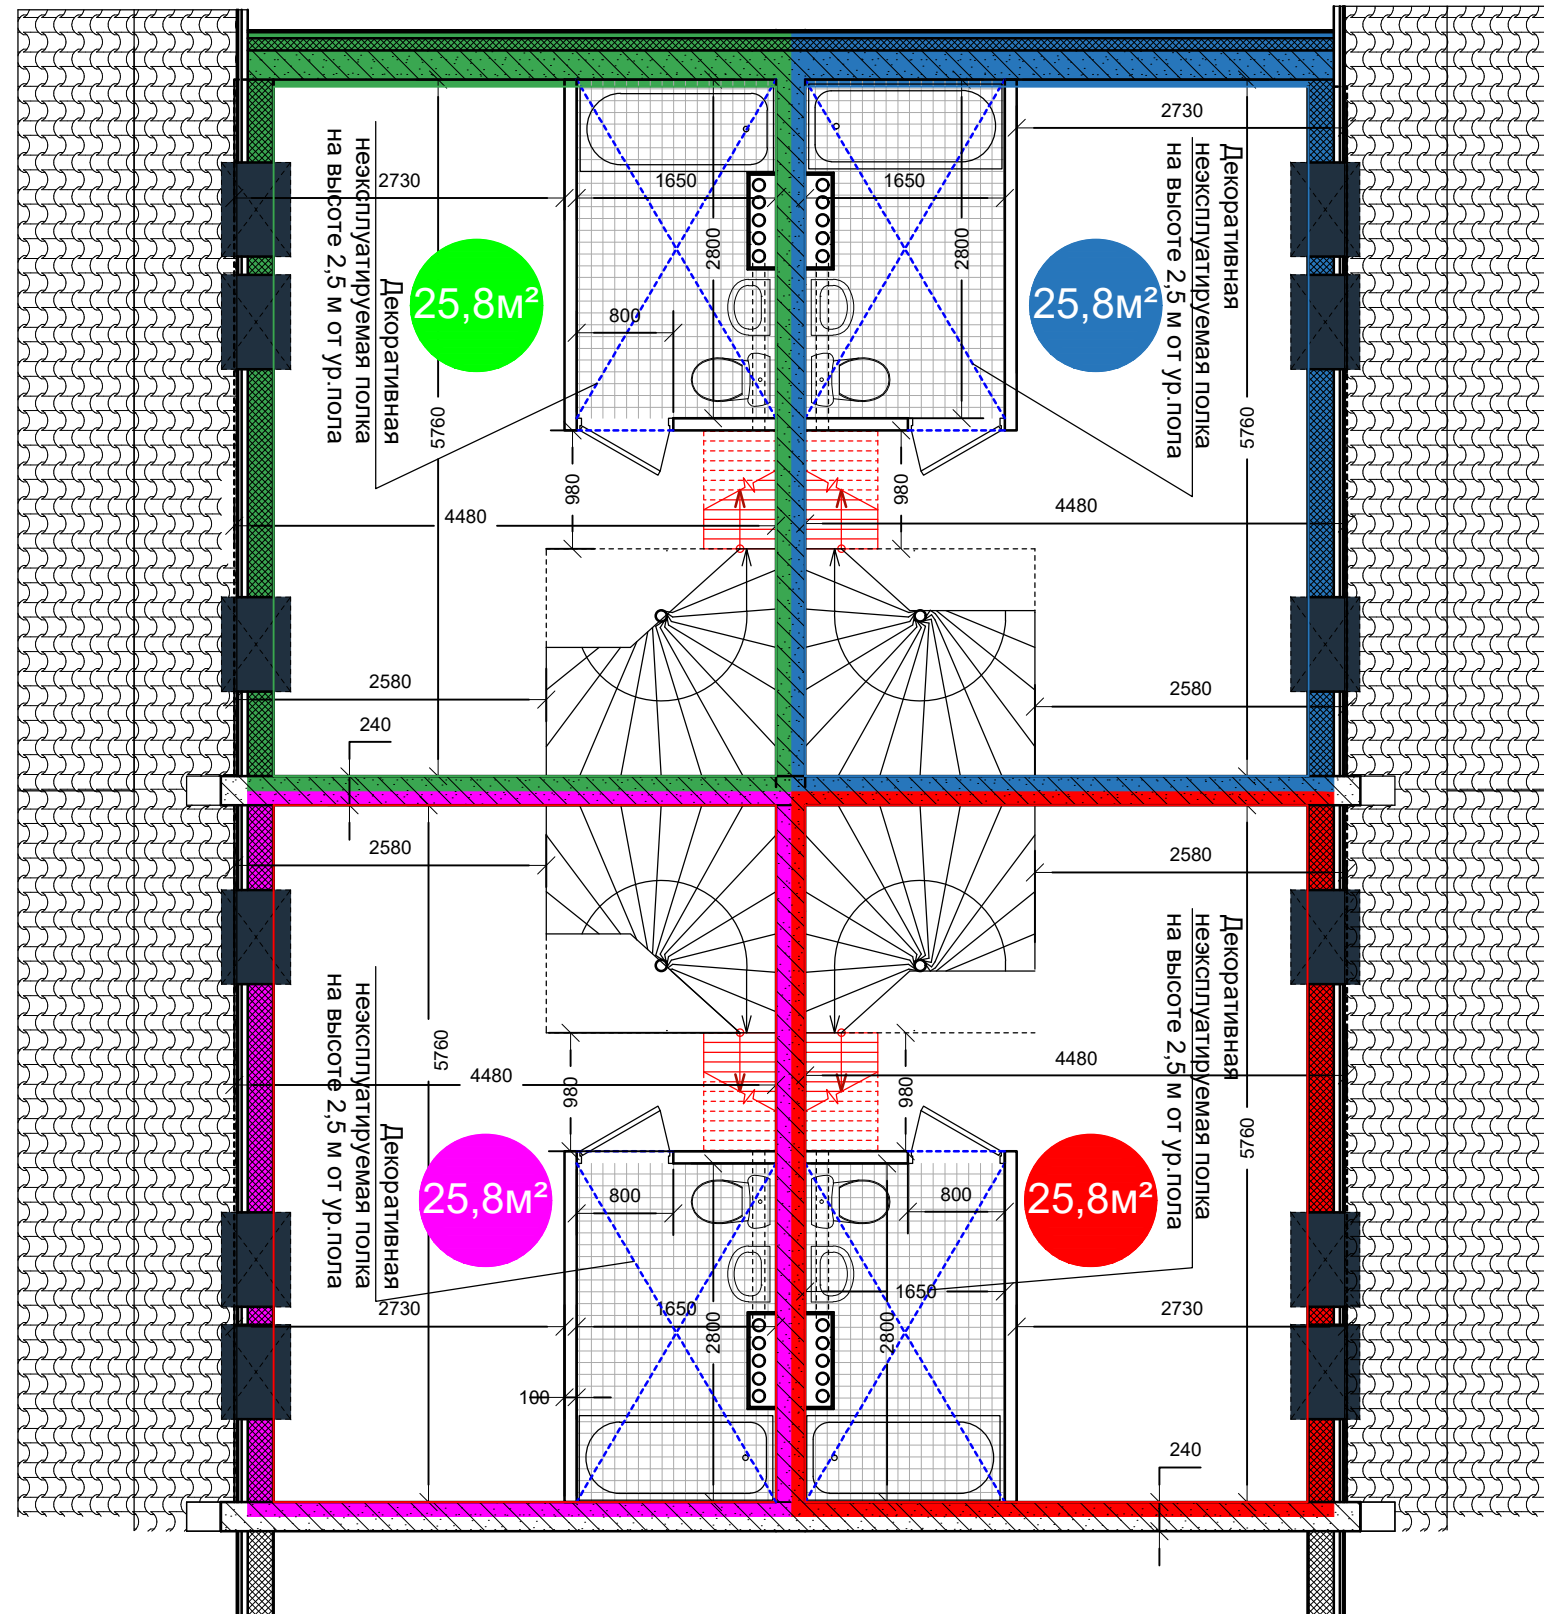 2730
2730
1650
1650
Декоративная
неэксплуатируемая полка
на высоте 2,5 м от ур.пола
Декоративная
неэксплуатируемая полка
на высоте 2,5 м от ур.пола
2800
2800
25,8м²
25,8м²
800
5760
5760
980
980
4480
4480
2580
2580
240
2580
2580
5760
5760
980
980
4480
4480
Декоративная
неэксплуатируемая полка
на высоте 2,5 м от ур.пола
Декоративная
неэксплуатируемая полка
на высоте 2,5 м от ур.пола
25,8м²
25,8м²
800
800
1650
1650
2730
2730
2800
2800
100
240